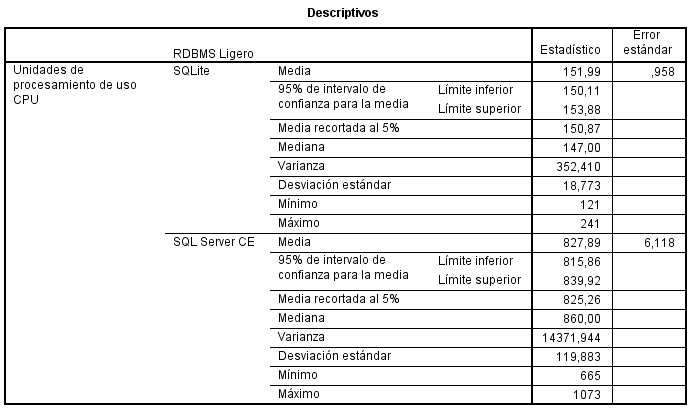 Descriptivos
RDBMS Ligero Estadístico Error estándar
Unidades de procesamiento de uso CPU SQLite Media 151,99 ,958
95% de intervalo de confianza para la media Límite inferior 150,11
Límite superior 153,88
Media recortada al 5% 150,87
Mediana 147,00
Varianza 352,410
Desviación estándar 18,773
Mínimo 121
Máximo 241
SQL Server CE Media 827,89 6,118
95% de intervalo de confianza para la media Límite inferior 815,86
Límite superior 839,92
Media recortada al 5% 825,26
Mediana 860,00
Varianza 14371,944
Desviación estándar 119,883
Mínimo 665
Máximo 1073